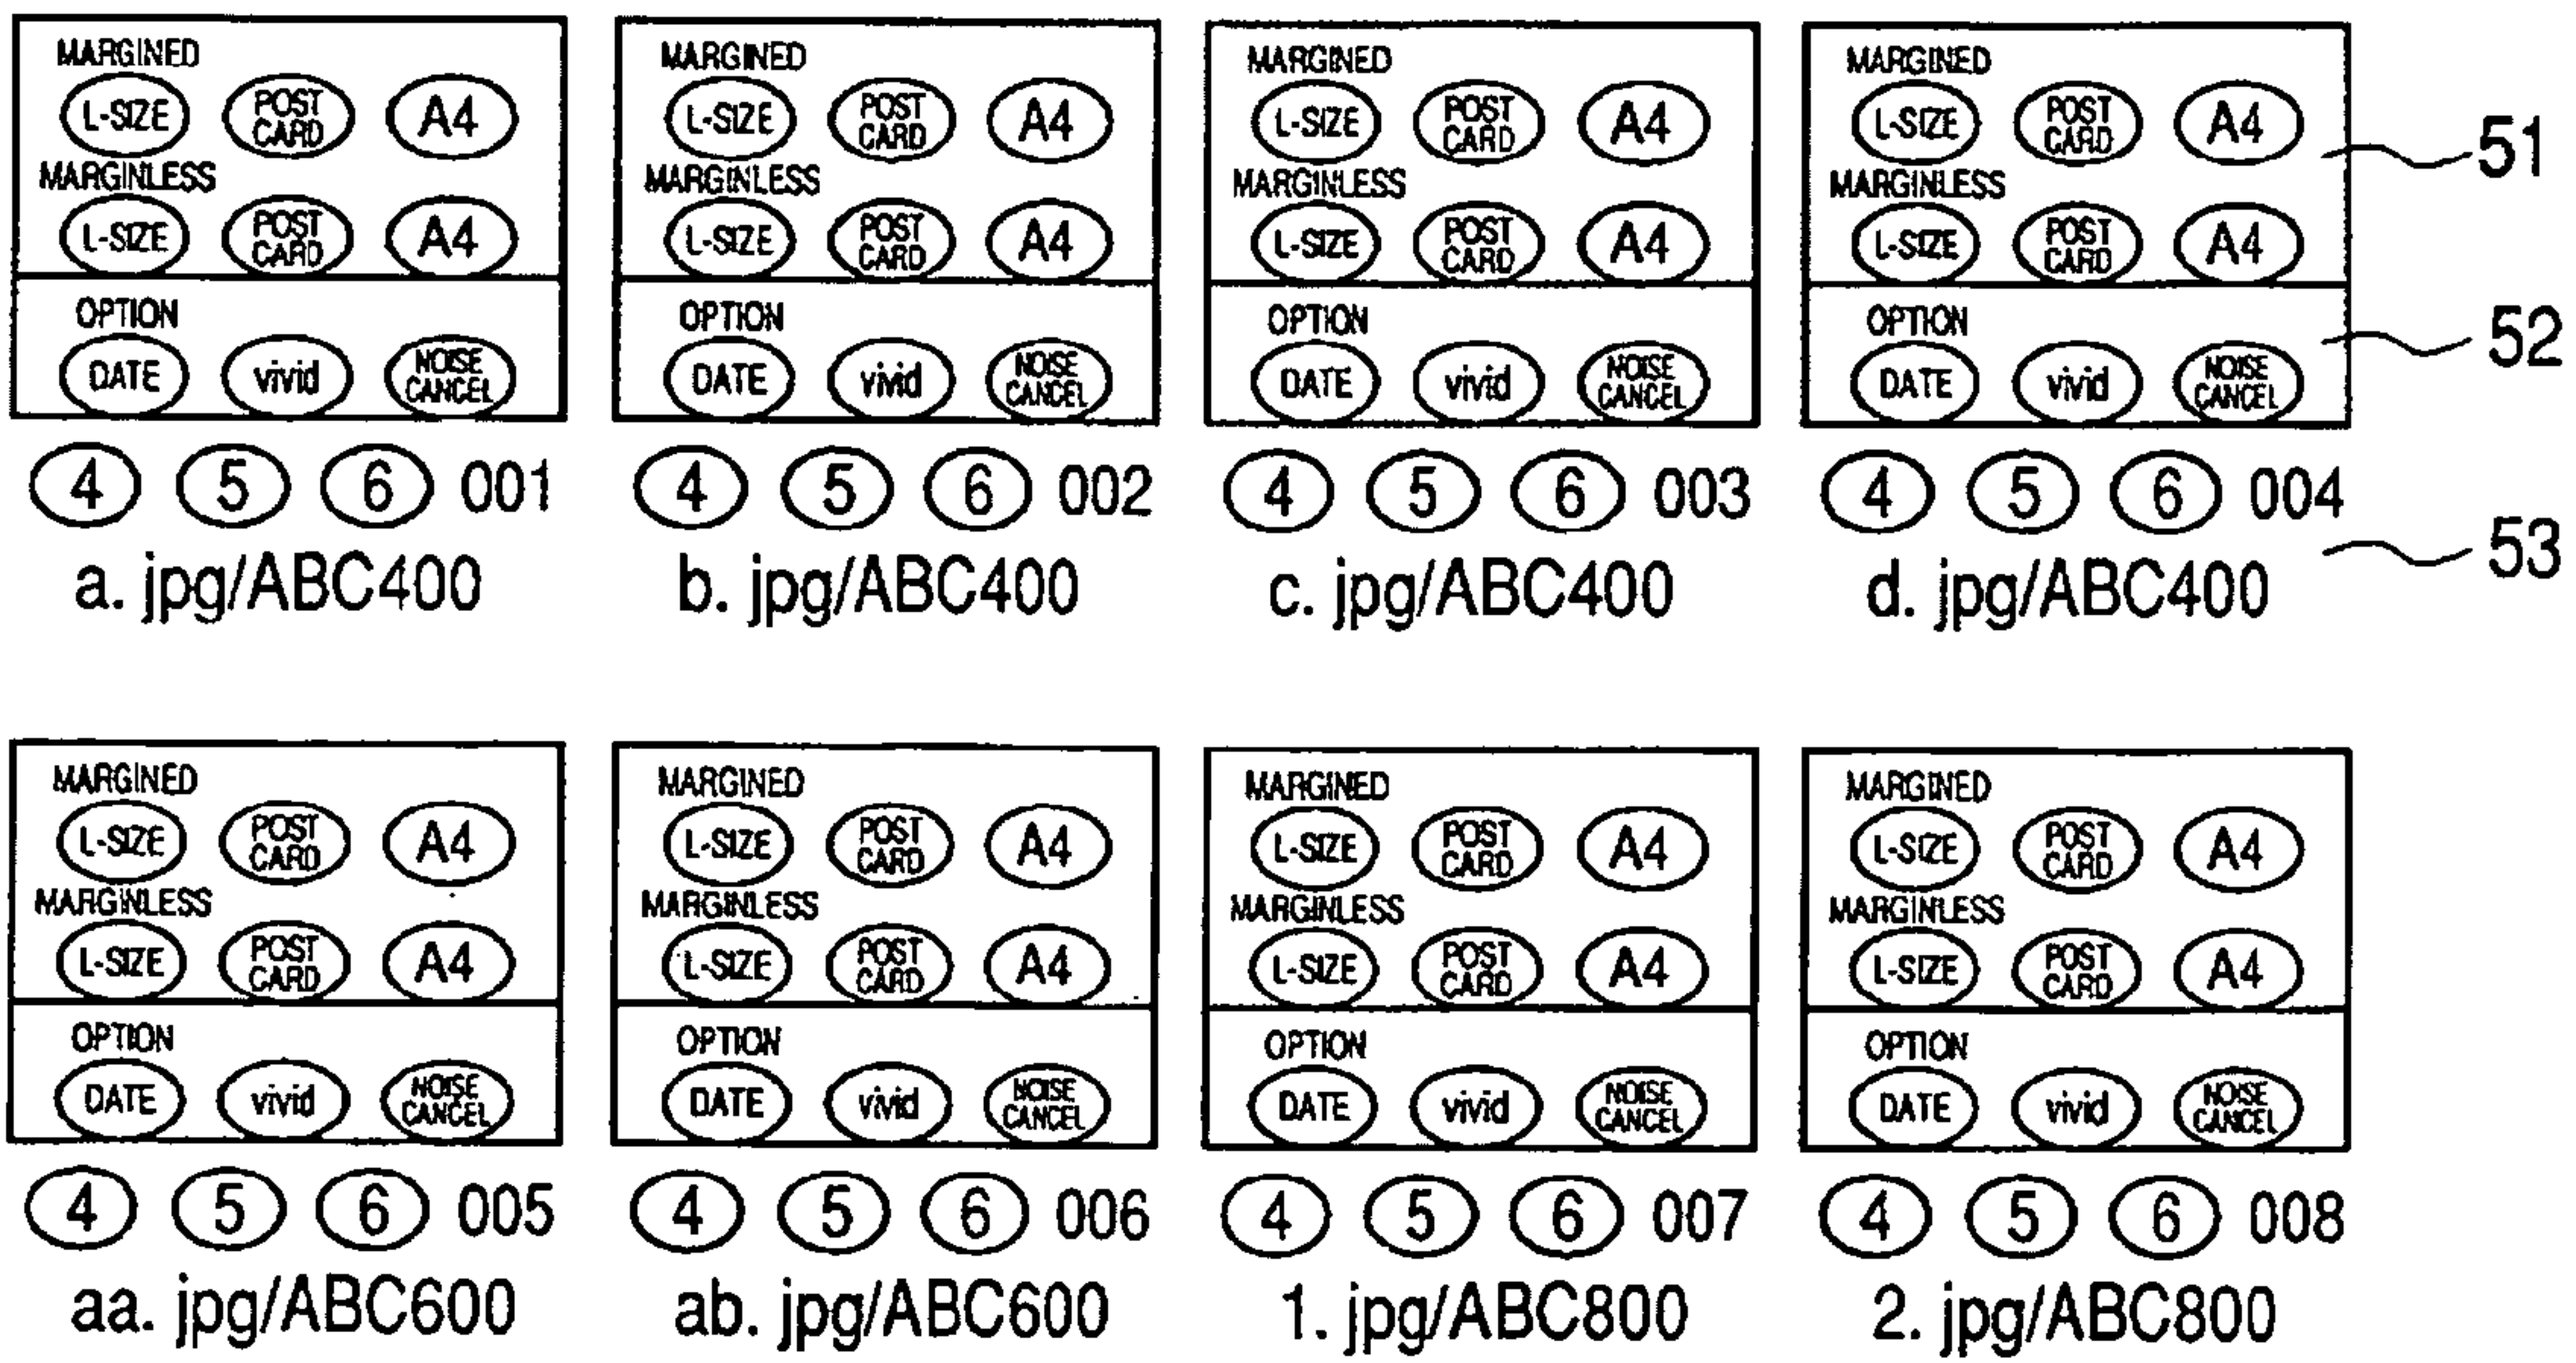 MARGINED
L-SIZE POST CARD A4
MARGINLESS
L-SIZE POST CARD A4
OPTION
DATE vivid NOISE CANCEL
4 5 6 001
a. jpg/ABC400
MARGINED
L-SIZE POST CARD A4
MARGINLESS
L-SIZE POST CARD A4
OPTION
DATE vivid NOISE CANCEL
4 5 6 002
b. jpg/ABC400
MARGINED
L-SIZE POST CARD A4
MARGINLESS
L-SIZE POST CARD A4
OPTION
DATE vivid NOISE CANCEL
4 5 6 003
c. jpg/ABC400
MARGINED
L-SIZE POST CARD A4
MARGINLESS
L-SIZE POST CARD A4
OPTION
DATE vivid NOISE CANCEL
4 5 6 004
d. jpg/ABC400
51
52
53
MARGINED
L-SIZE POST CARD A4
MARGINLESS
L-SIZE POST CARD A4
OPTION
DATE vivid NOISE CANCEL
4 5 6 005
aa. jpg/ABC600
MARGINED
L-SIZE POST CARD A4
MARGINLESS
L-SIZE POST CARD A4
OPTION
DATE vivid NOISE CANCEL
4 5 6 006
ab. jpg/ABC600
MARGINED
L-SIZE POST CARD A4
MARGINLESS
L-SIZE POST CARD A4
OPTION
DATE vivid NOISE CANCEL
4 5 6 007
1. jpg/ABC800
MARGINED
L-SIZE POST CARD A4
MARGINLESS
L-SIZE POST CARD A4
OPTION
DATE vivid NOISE CANCEL
4 5 6 008
2. jpg/ABC800